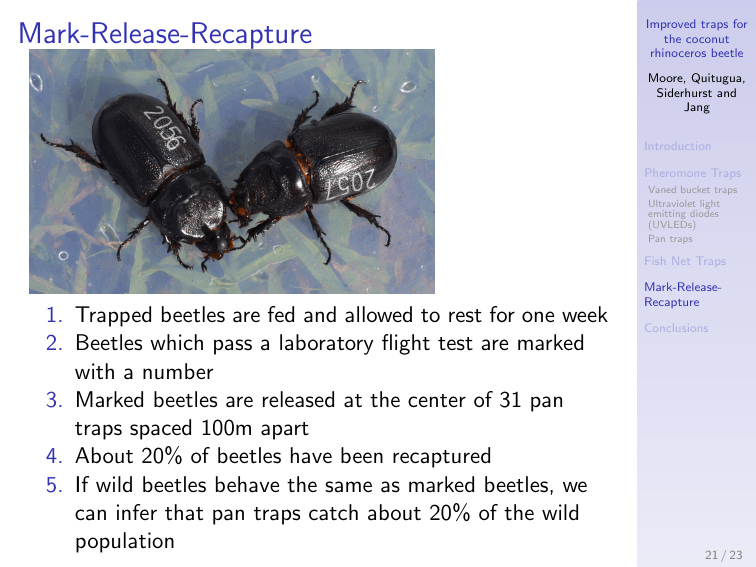 Mark-Release-Recapture
2056
2057
1. Trapped beetles are fed and allowed to rest for one week
2. Beetles which pass a laboratory flight test are marked
with a number
3. Marked beetles are released at the center of 31 pan
traps spaced 100m apart
4. About 20% of beetles have been recaptured
5. If wild beetles behave the same as marked beetles, we
can infer that pan traps catch about 20% of the wild
population
Improved traps for
the coconut
rhinoceros beetle
Moore, Quitugua,
Siderhurst and
Jang
Introduction
Pheromone Traps
Vaned bucket traps
Ultraviolet light
emitting diodes
(UVLEDs)
Pan traps
Fish Net Traps
Mark-Release-
Recapture
Conclusions
21 / 23